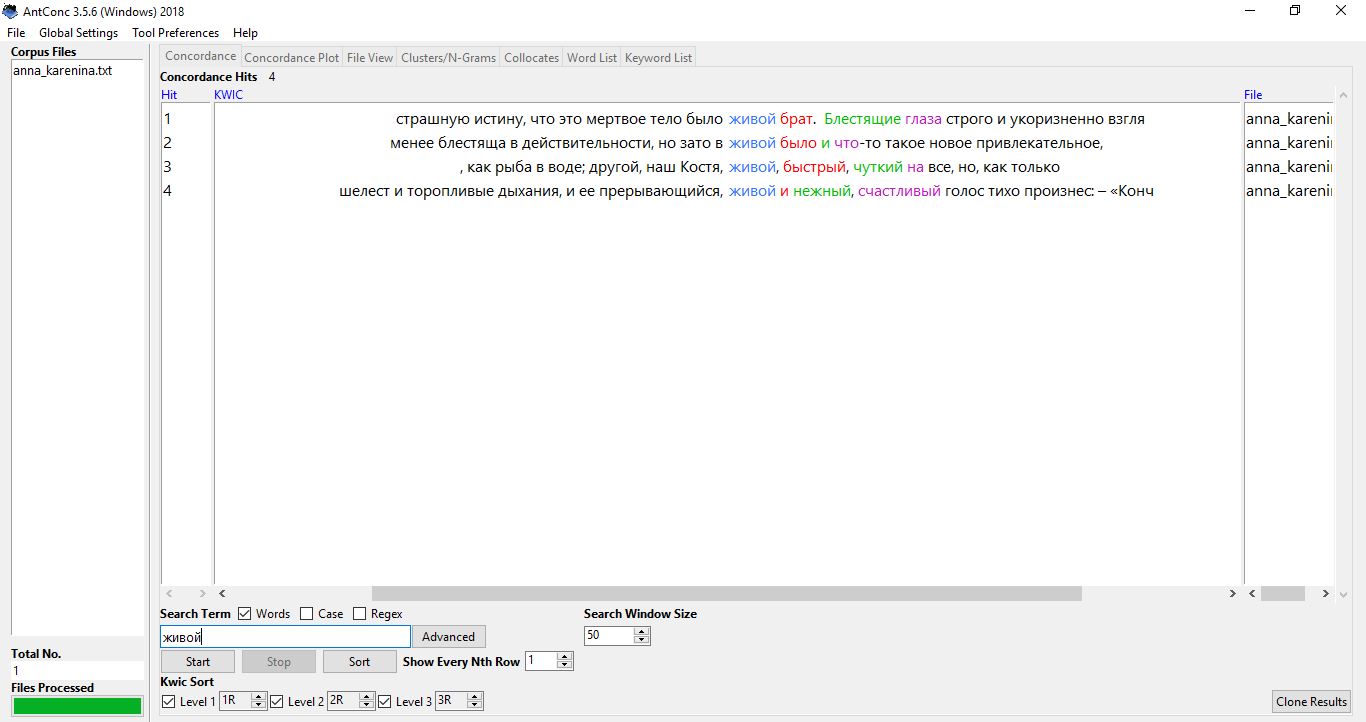 AntConc 3.5.6 (Windows) 2018
File Global Settings Tool Preferences Help
Corpus Files
anna_karenina.txt
Concordance Concordance Plot File View Clusters/N-Grams Collocates Word List Keyword List
Concordance Hits 4
Hit KWIC File
1 страшную истину, что это мертвое тело было живой брат. Блестящие глаза строго и укоризненно взгля anna_kareni
2 менее блестяща в действительности, но зато в живой было и что-то такое новое привлекательное, anna_kareni
3 , как рыба в воде; другой, наш Костя, живой, быстрый, чуткий на все, но, как только anna_kareni
4 шелест и торопливые дыхания, и ее прерывающийся, живой и нежный, счастливый голос тихо произнес: – «Конч anna_kareni
Search Term Words Case Regex Search Window Size
живой Advanced 50
Start Stop Sort Show Every Nth Row 1
Kwic Sort
Level 1 1R Level 2 2R Level 3 3R
Clone Results
Total No.
1
Files Processed